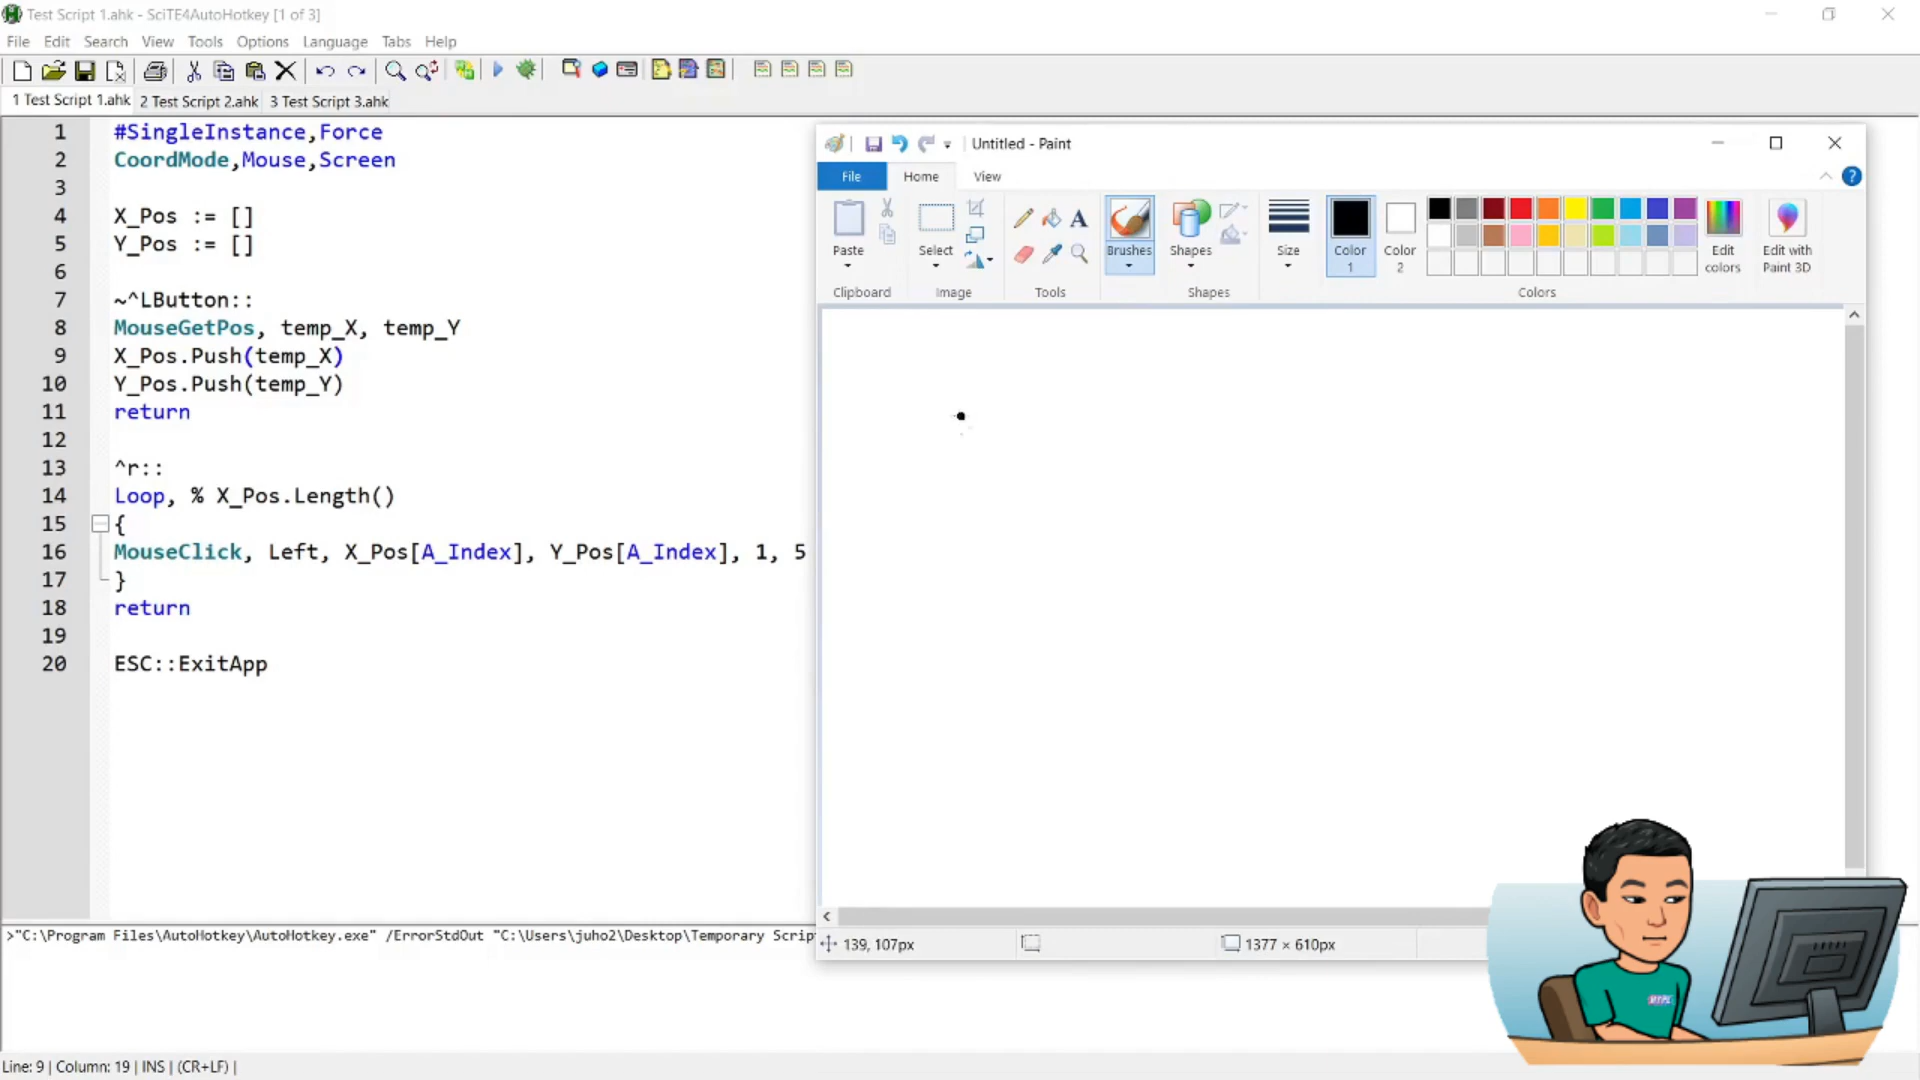 Test Script 1.ahk - SciTE4AutoHotkey [1 of 3]
File Edit Search View Tools Options Language Tabs Help
1 Test Script 1.ahk 2 Test Script 2.ahk 3 Test Script 3.ahk
1 #SingleInstance,Force
2 CoordMode,Mouse,Screen
3
4 X_Pos := []
5 Y_Pos := []
6
7 ~^LButton::
8 MouseGetPos, temp_X, temp_Y
9 X_Pos.Push(temp_X)
10 Y_Pos.Push(temp_Y)
11 return
12
13 ^r::
14 Loop, % X_Pos.Length()
15 {
16 MouseClick, Left, X_Pos[A_Index], Y_Pos[A_Index], 1, 5
17 }
18 return
19
20 ESC::ExitApp
>"C:\Program Files\AutoHotkey\AutoHotkey.exe" /ErrorStdOut "C:\Users\juho2\Desktop\Temporary Scrip
Line: 9 | Column: 19 | INS | (CR+LF) |
Untitled - Paint
File Home View
Paste
Select
Brushes
Shapes
Size
Color 1
Color 2
Edit colors
Edit with Paint 3D
Clipboard Image Tools Shapes Colors
139, 107px
1377 × 610px